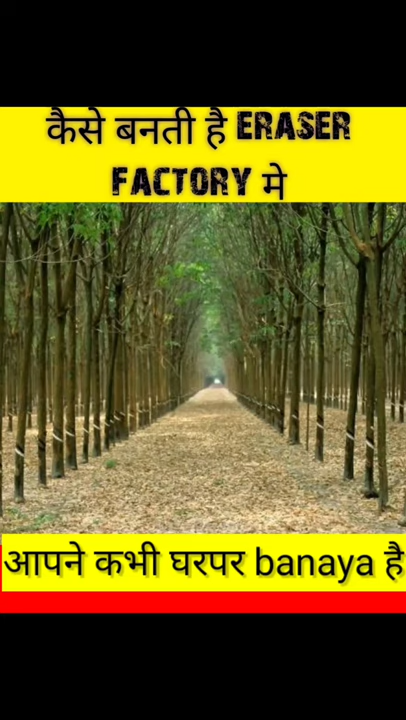 कैसे बनती है ERASER
FACTORY मे
आपने कभी घरपर banaya है